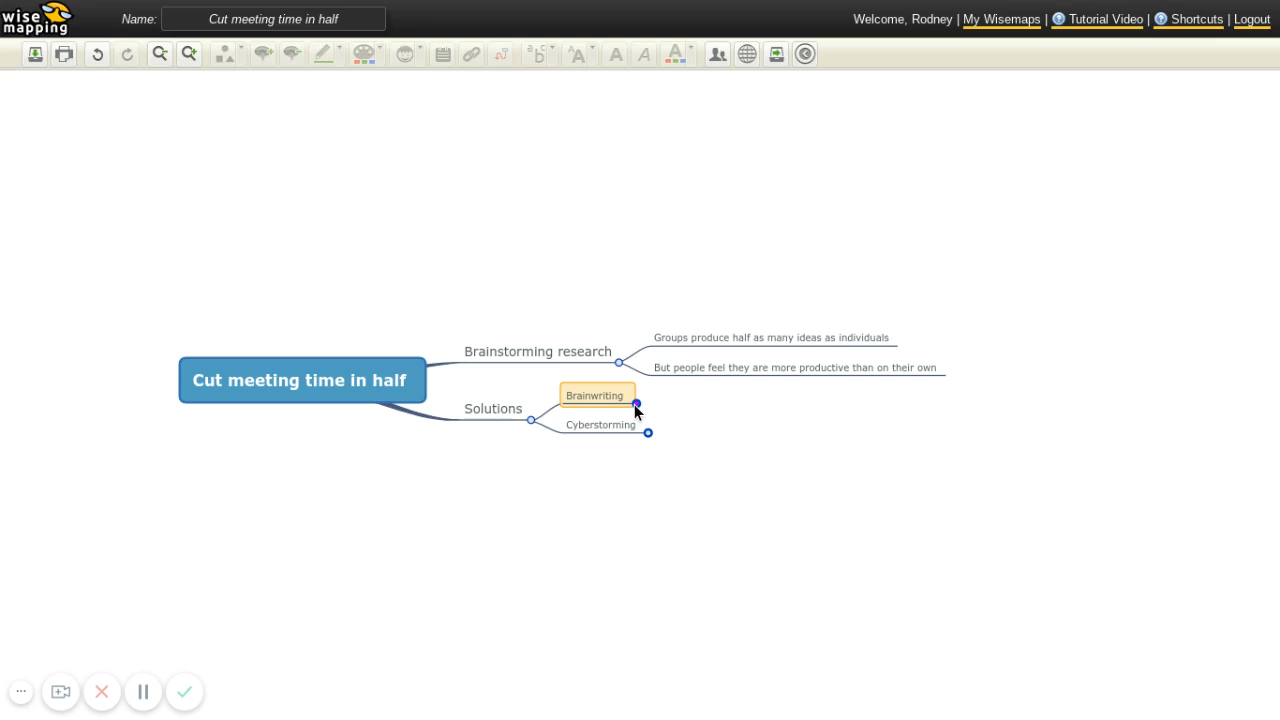 wise
mapping
Name: Cut meeting time in half
Welcome, Rodney | My Wisemaps | ? Tutorial Video | ? Shortcuts | Logout
Groups produce half as many ideas as individuals
Brainstorming research
But people feel they are more productive than on their own
Cut meeting time in half
Brainwriting
Solutions
Cyberstorming